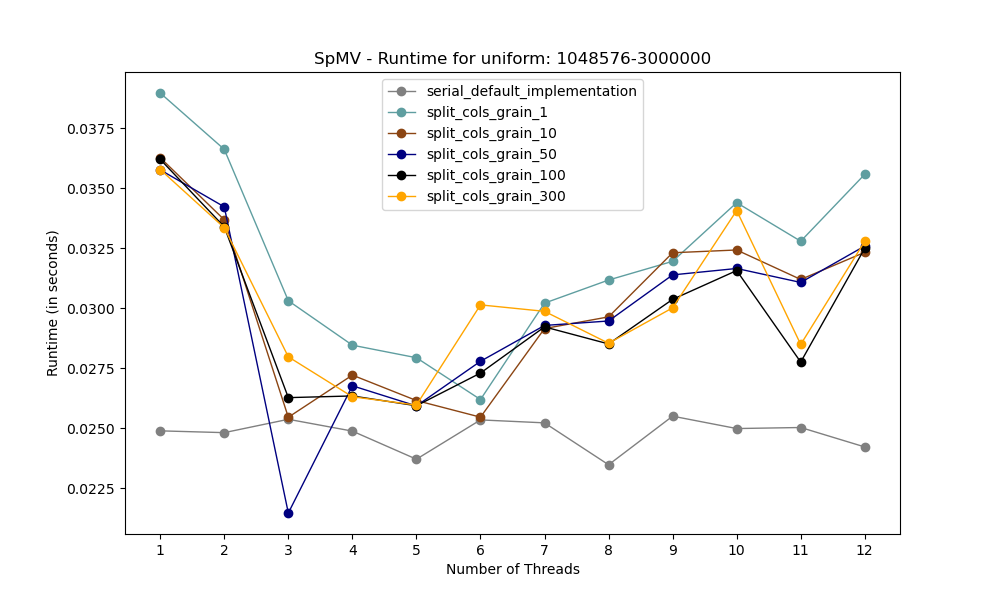 SpMV - Runtime for uniform: 1048576-3000000
serial_default_implementation
split_cols_grain_1
split_cols_grain_10
split_cols_grain_50
split_cols_grain_100
split_cols_grain_300
Runtime (in seconds)
0.0375
0.0350
0.0325
0.0300
0.0275
0.0250
0.0225
1 2 3 4 5 6 7 8 9 10 11 12
Number of Threads